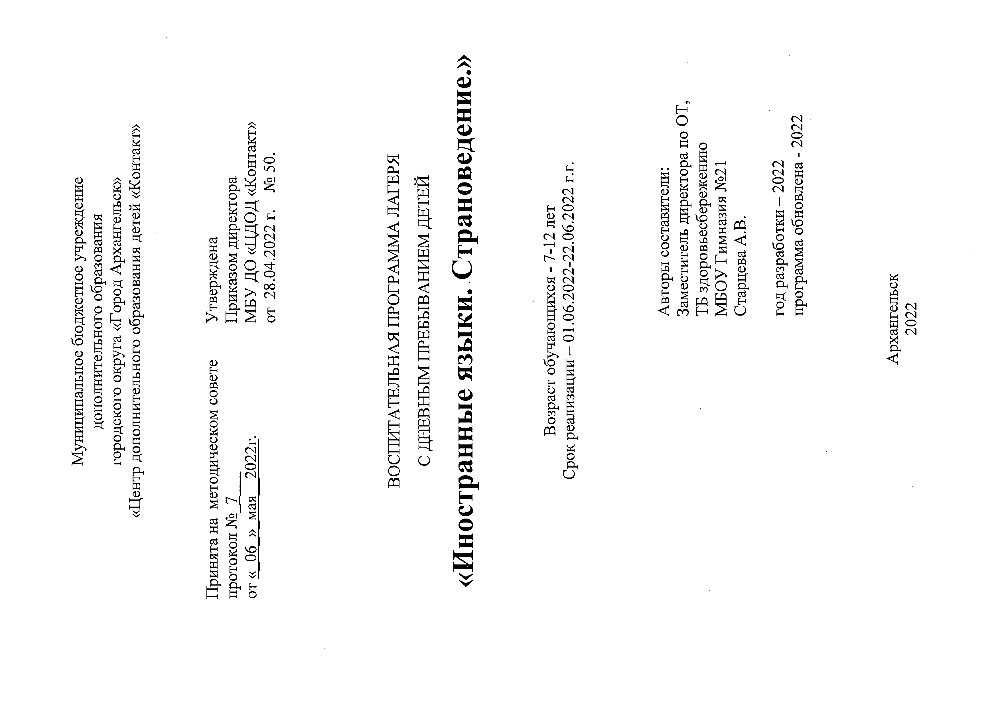 Муниципальное бюджетное учреждение
дополнительного образования
городского округа «Город Архангельск»
«Центр дополнительного образования детей «Контакт»
Принята на методическом совете
протокол № 7
от « 06 » мая 2022г.
Утверждена
Приказом директора
МБУ ДО «ЦДОД «Контакт»
от 28.04.2022 г. № 50.
ВОСПИТАТЕЛЬНАЯ ПРОГРАММА ЛАГЕРЯ
С ДНЕВНЫМ ПРЕБЫВАНИЕМ ДЕТЕЙ
«Иностранные языки. Страноведение.»
Возраст обучающихся - 7-12 лет
Срок реализации – 01.06.2022-22.06.2022 г.г.
Авторы составители:
Заместитель директора по ОТ,
ТБ здоровьесбережению
МБОУ Гимназия №21
Старцева А.В.
год разработки – 2022
программа обновлена - 2022
Архангельск
2022